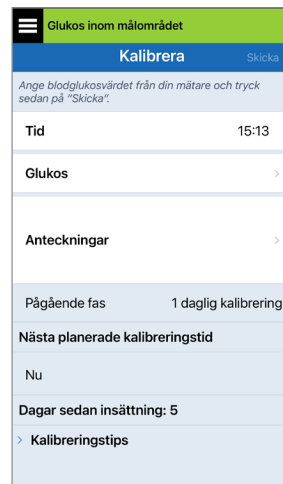 Glukos inom målområdet
Kalibrera Skicka
Ange blodglukosvärdet från din mätare och tryck
sedan på ”Skicka”.
Tid 15:13
Glukos
Anteckningar
Pågående fas 1 daglig kalibrering
Nästa planerade kalibreringstid
Nu
Dagar sedan insättning: 5
Kalibreringstips